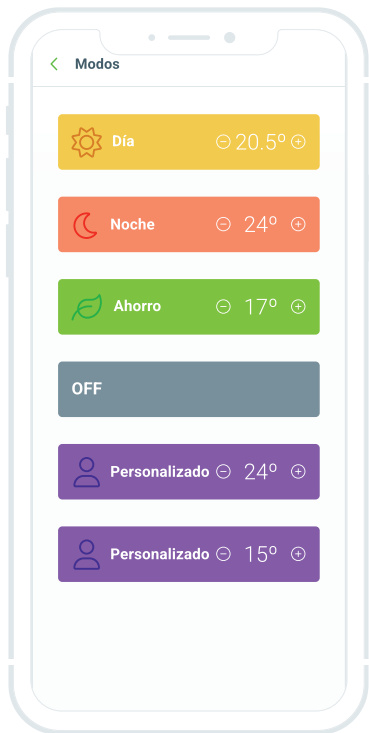 Modos
Día 20.5º
Noche 24º
Ahorro 17º
OFF
Personalizado 24º
Personalizado 15º